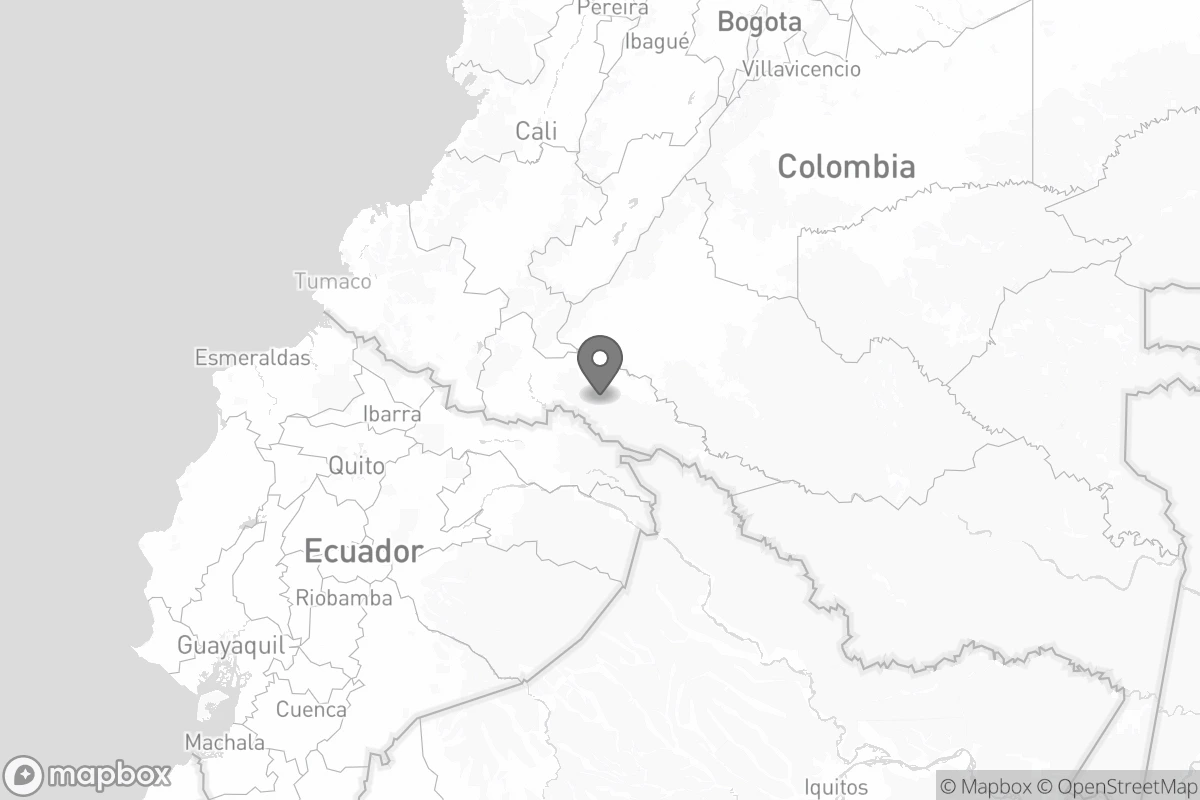 Pereira
Bogota
Ibagué
Villavicencio
Cali
Colombia
Tumaco
Esmeraldas
Ibarra
Quito
Ecuador
Riobamba
Guayaquil
Cuenca
Machala
mapbox
Iquitos
© Mapbox © OpenStreetMap